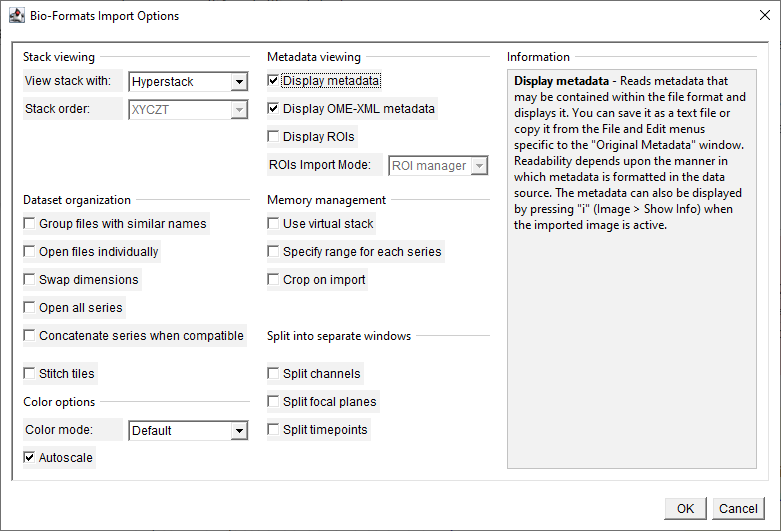 Bio-Formats Import Options
Stack viewing
View stack with: Hyperstack
Stack order: XYCZT
Metadata viewing
Display metadata
Display OME-XML metadata
Display ROIs
ROIs Import Mode: ROI manager
Information
Display metadata - Reads metadata that
may be contained within the file format and
displays it. You can save it as a text file or
copy it from the File and Edit menus
specific to the "Original Metadata" window.
Readability depends upon the manner in
which metadata is formatted in the data
source. The metadata can also be displayed
by pressing "i" (Image > Show Info) when
the imported image is active.
Dataset organization
Group files with similar names
Open files individually
Swap dimensions
Open all series
Concatenate series when compatible
Stitch tiles
Memory management
Use virtual stack
Specify range for each series
Crop on import
Color options
Color mode: Default
Autoscale
Split into separate windows
Split channels
Split focal planes
Split timepoints
OK Cancel